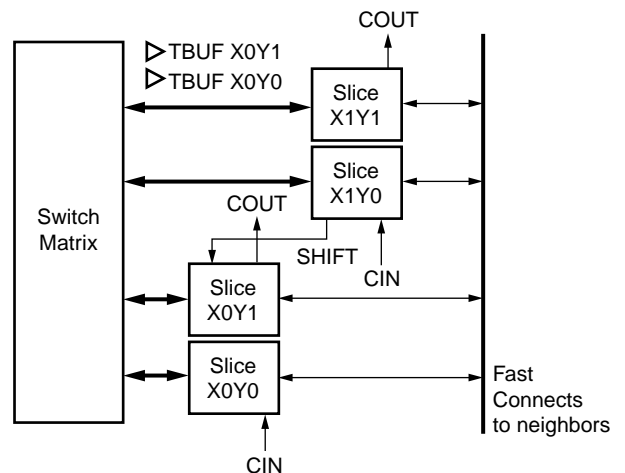 COUT
TBUF X0Y1
TBUF X0Y0
Slice
X1Y1
Slice
X1Y0
Switch
Matrix
COUT
SHIFT
CIN
Slice
X0Y1
Slice
X0Y0
Fast
Connects
to neighbors
CIN